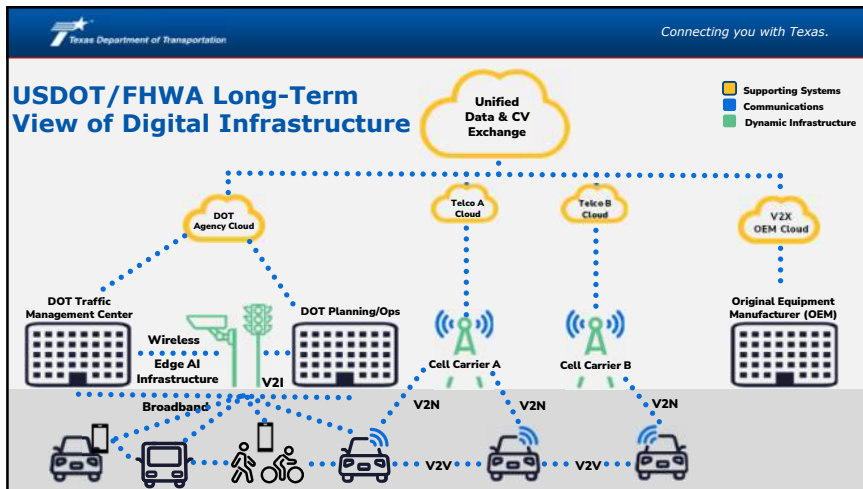 Texas Department of Transportation
Connecting you with Texas.
USDOT/FHWA Long-Term
View of Digital Infrastructure
Unified
Data & CV
Exchange
Supporting Systems
Communications
Dynamic Infrastructure
DOT
Agency Cloud
Telco A
Cloud
Telco B
Cloud
V2X
OEM Cloud
DOT Traffic
Management Center
Wireless
Edge AI
Infrastructure
V2I
DOT Planning/Ops
Cell Carrier A
Cell Carrier B
Original Equipment
Manufacturer (OEM)
Broadband
V2N
V2N
V2N
V2V
V2V